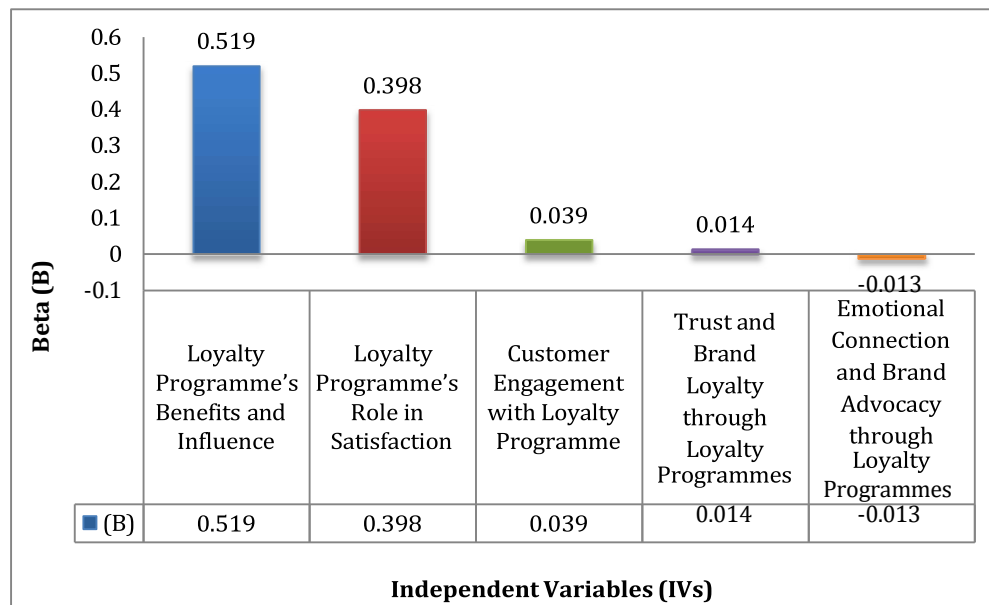 0.6
0.5
0.4
0.3
0.2
0.1
0
-0.1
Beta (B)
0.519
0.398
0.039
0.014
-0.013
Loyalty
Programme’s
Benefits and
Influence
Loyalty
Programme’s
Role in
Satisfaction
Customer
Engagement
with Loyalty
Programme
Trust and
Brand
Loyalty
through
Loyalty
Programmes
Emotional
Connection
and Brand
Advocacy
through
Loyalty
Programmes
(B) 0.519 0.398 0.039 0.014 -0.013
Independent Variables (IVs)